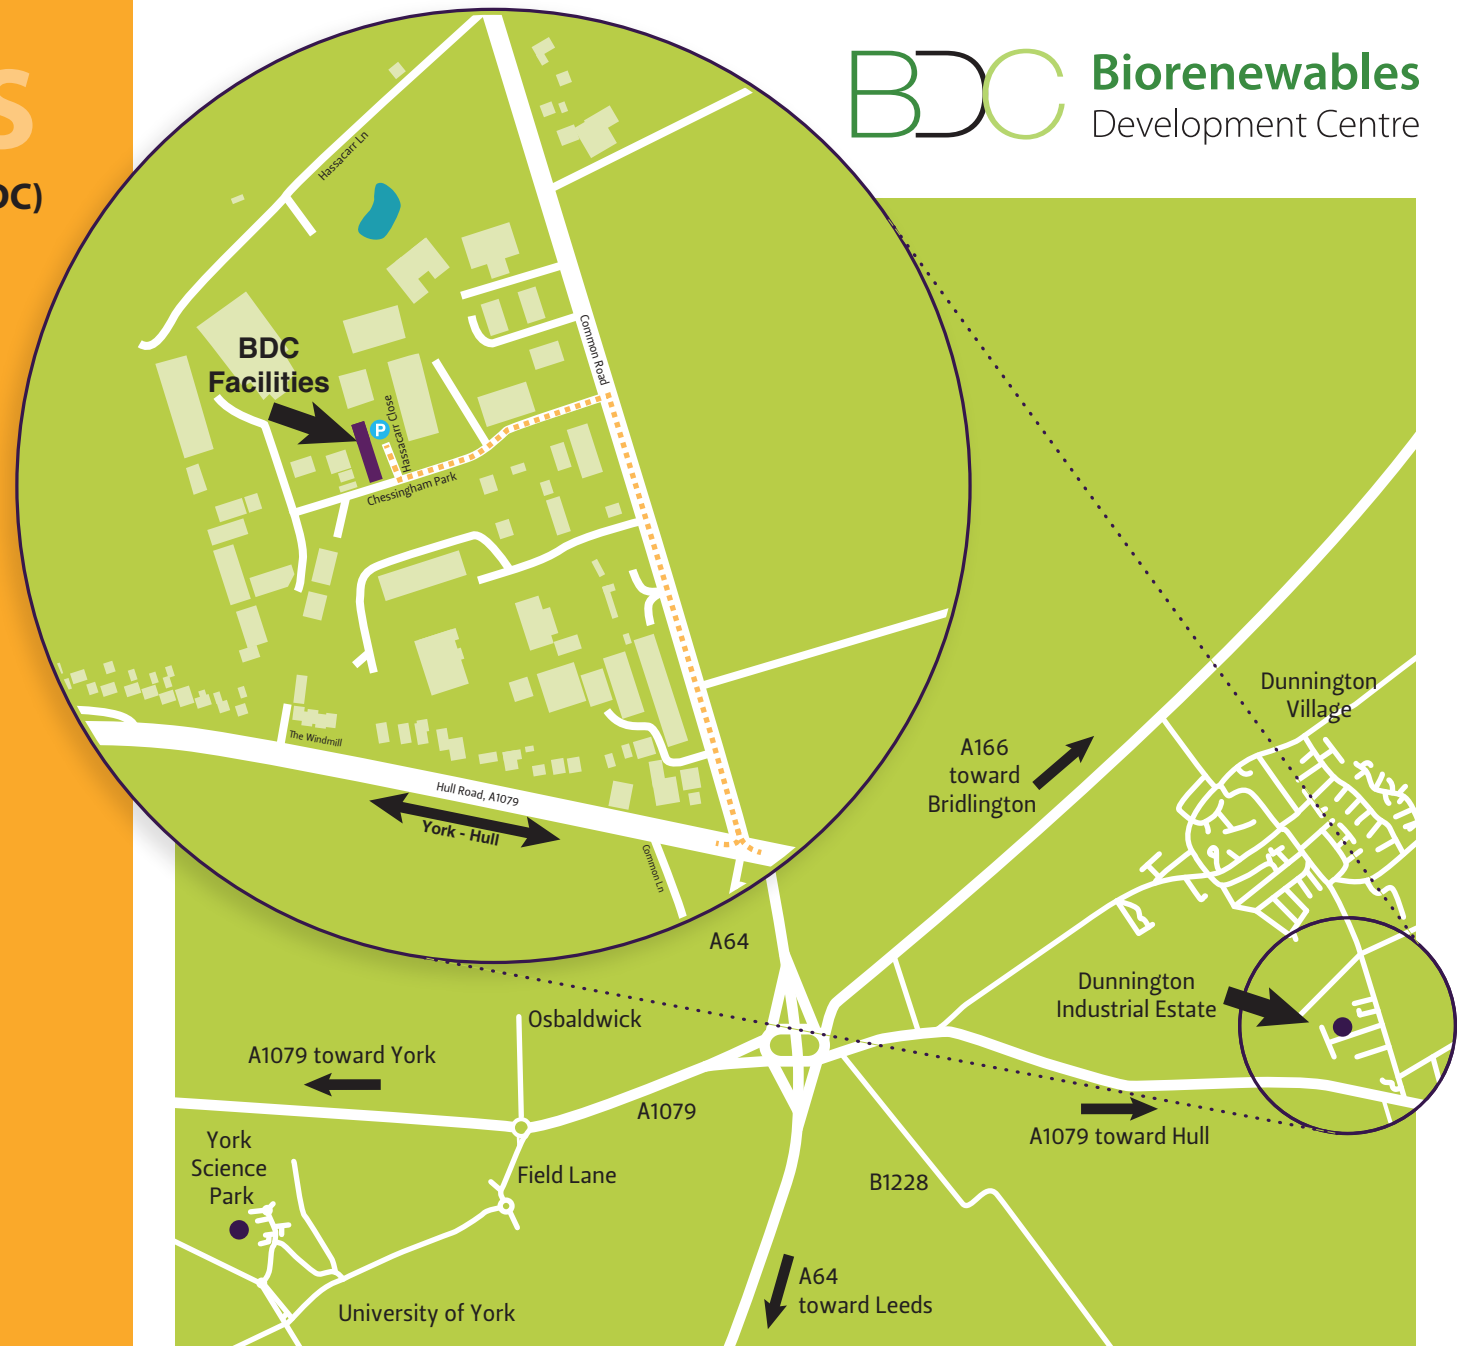 S
DC)
BDC
Biorenewables
Development Centre
Hassacarr Ln
Common Road
BDC
Facilities
P
Hassacarr Close
Chessingham Park
The Windmill
Hull Road, A1079
York - Hull
Common Ln
Dunnington
Village
A166
toward
Bridlington
A64
Dunnington
Industrial Estate
Osbaldwick
A1079 toward York
A1079
A1079 toward Hull
York
Science
Park
Field Lane
B1228
A64
toward Leeds
University of York